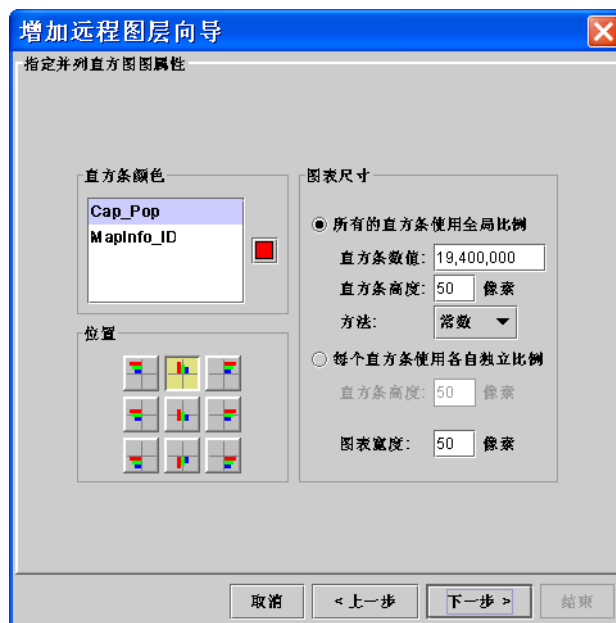 增加远程图层向导
指定并列直方图图属性
直方条颜色
Cap_Pop
MapInfo_ID
位置
图表尺寸
所有的直方条使用全局比例
直方条数值: 19,400,000
直方条高度: 50 像素
方法: 常数
每个直方条使用各自独立比例
直方条高度: 50 像素
图表宽度: 50 像素
取消 < 上一步 下一步 > 结束